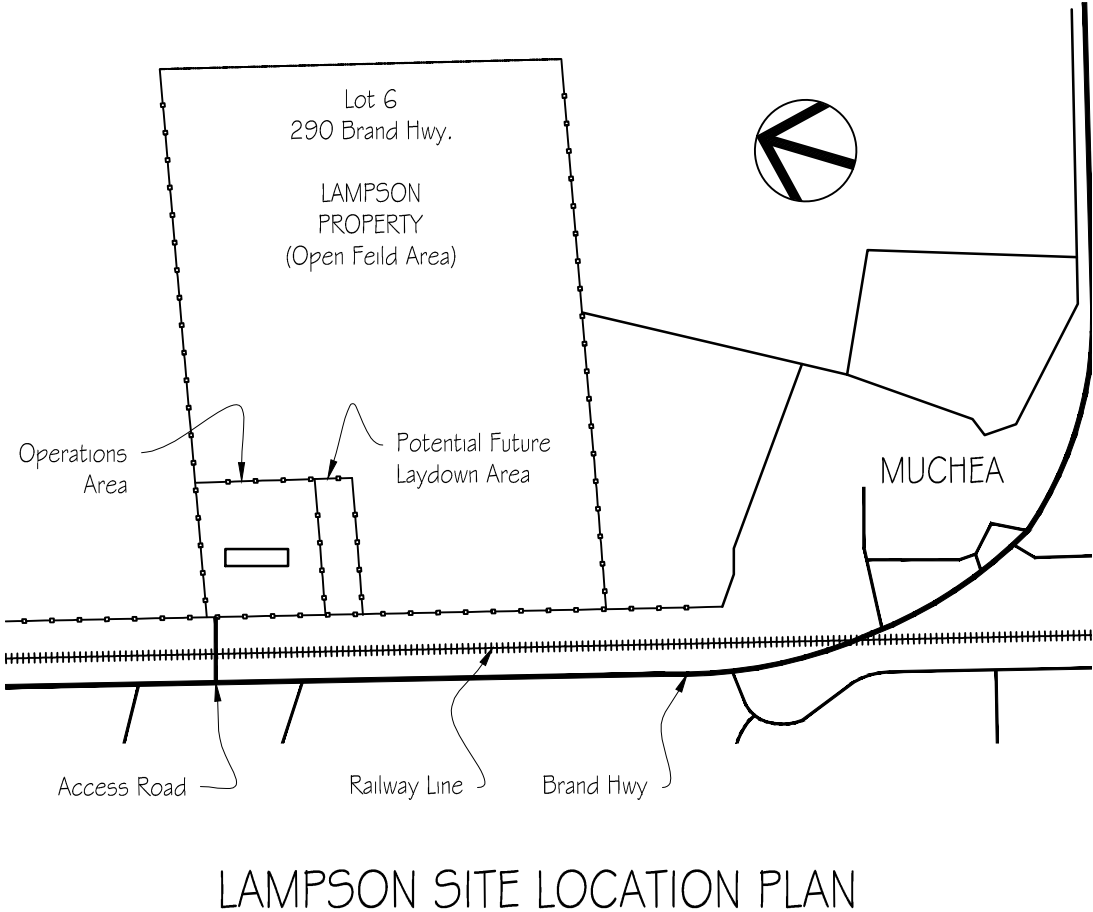 Lot 6
290 Brand Hwy.
LAMPSON
PROPERTY
(Open Feild Area)
Operations
Area
Potential Future
Laydown Area
MUCHEA
Access Road
Railway Line
Brand Hwy
LAMPSON SITE LOCATION PLAN